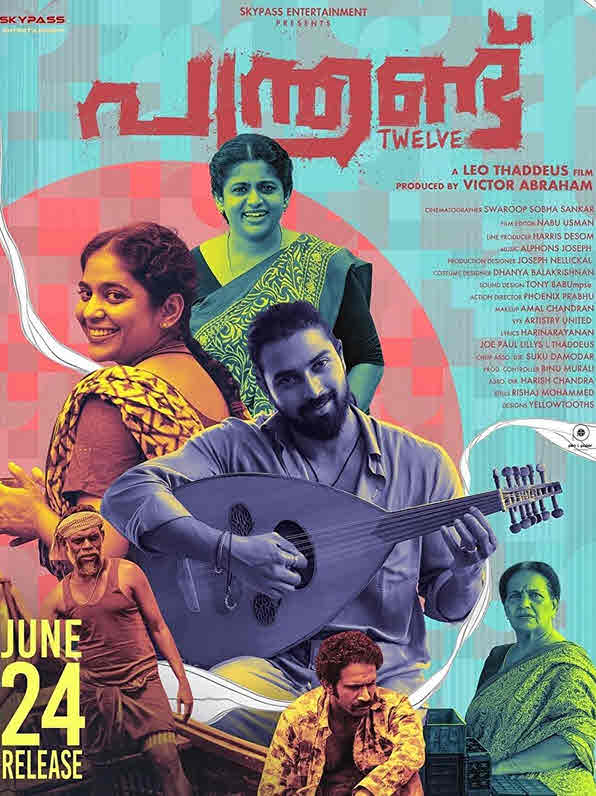 SKYPASS
ENTERTAINMENT
SKYPASS ENTERTAINMENT
PRESENTS
പന്ത്രണ്ട്
TWELVE
A LEO THADDEUS FILM
PRODUCED BY VICTOR ABRAHAM
CINEMATOGRAPHER SWAROOP SOBHA SANKAR
FILM EDITOR NABU USMAN
LINE PRODUCER HARRIS DESOM
MUSIC ALPHONS JOSEPH
PRODUCTION DESIGNER JOSEPH NELLICKAL
COSTUME DESIGNER DHANYA BALAKRISHNAN
SOUND DESIGN TONY BABUmpse
ACTION DIRECTOR PHOENIX PRABHU
MAKEUP AMAL CHANDRAN
VFX ARTISTRY UNITED
LYRICS HARINARAYANAN
JOE PAUL LILLYS L THADDEUS
CHIEF ASSO. DIR. SUKU DAMODAR
PROD. CONTROLLER BINU MURALI
ASSO. DIR. HARISH CHANDRA
STILLS RISHAJ MOHAMMED
DESIGNS YELLOWTOOTHS
JUNE
24
RELEASE